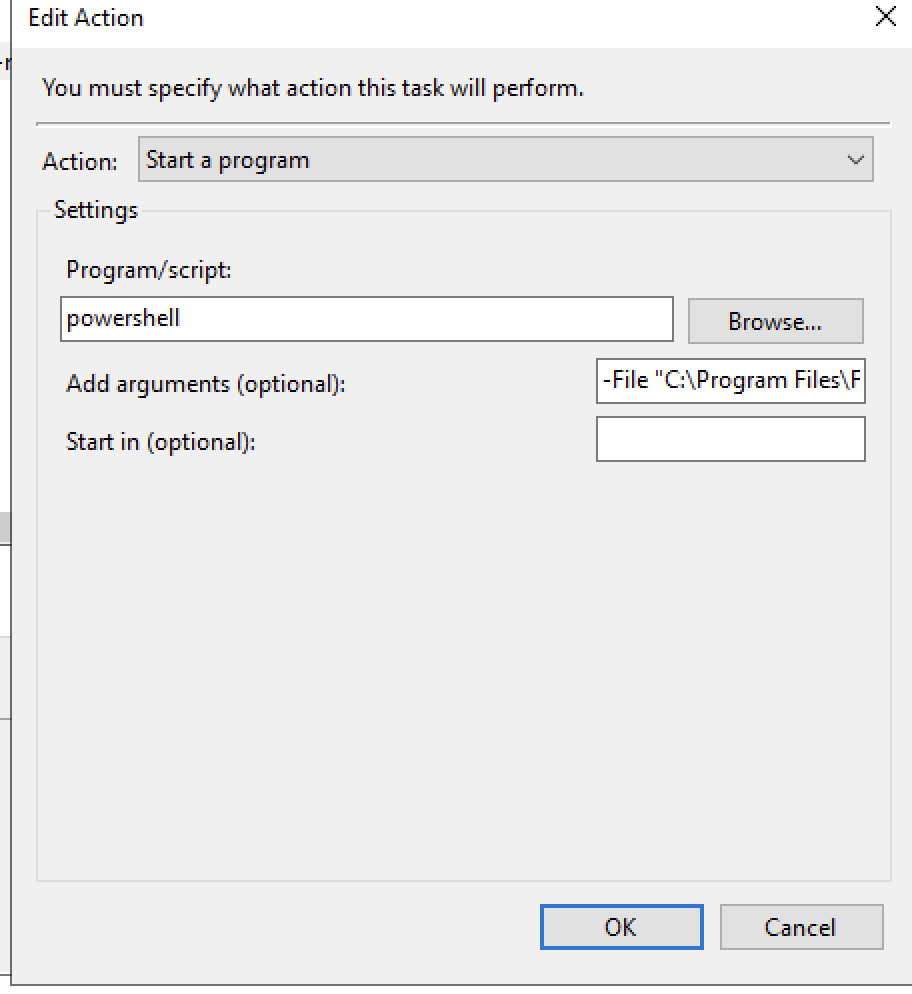 Edit Action
You must specify what action this task will perform.
Action: Start a program
Settings
Program/script:
powershell Browse...
Add arguments (optional): -File "C:\Program Files\F
Start in (optional):
OK Cancel